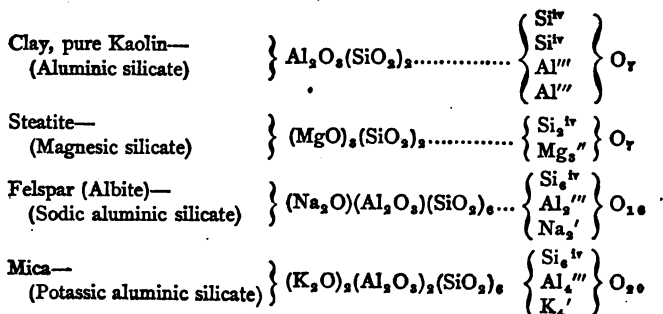 Clay, pure Kaolin—
(Aluminic silicate) } Al₂O₃(SiO₂)₂............... { Siⁱᵛ Siⁱᵛ Al‴ Al‴ } O₇
Steatite—
(Magnesic silicate) } (MgO)₃(SiO₂)₂............ { Si₂ⁱᵛ Mg₃″ } O₇
Felspar (Albite)—
(Sodic aluminic silicate) } (Na₂O)(Al₂O₃)(SiO₂)₆... { Si₆ⁱᵛ Al₂‴ Na₂′ } O₁₆
Mica—
(Potassic aluminic silicate) } (K₂O)₂(Al₂O₃)₂(SiO₂)₆ { Si₆ⁱᵛ Al₄‴ K₄′ } O₂₀